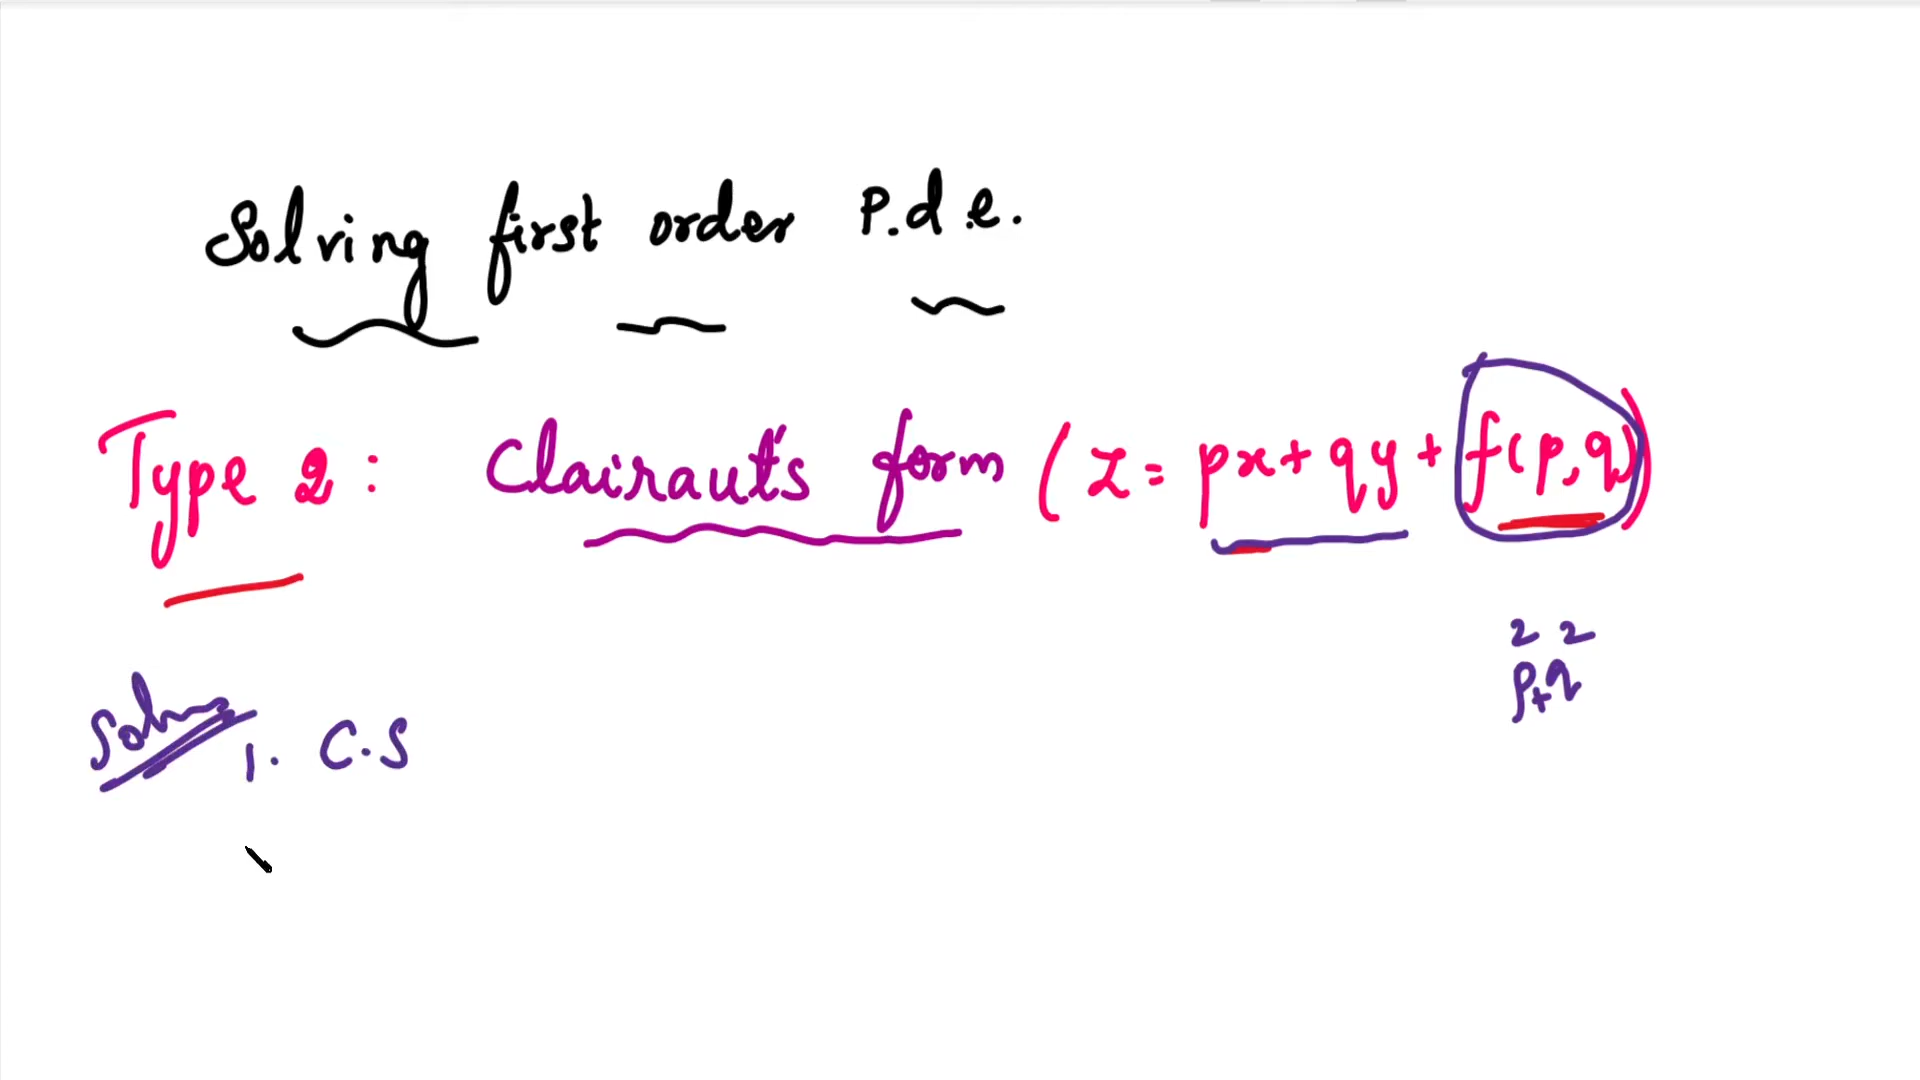 Solving first order P.d.e.
Type 2: Clairaut's form (z = px + qy + f(p,q))
p² + q²
Soln
1. C.S